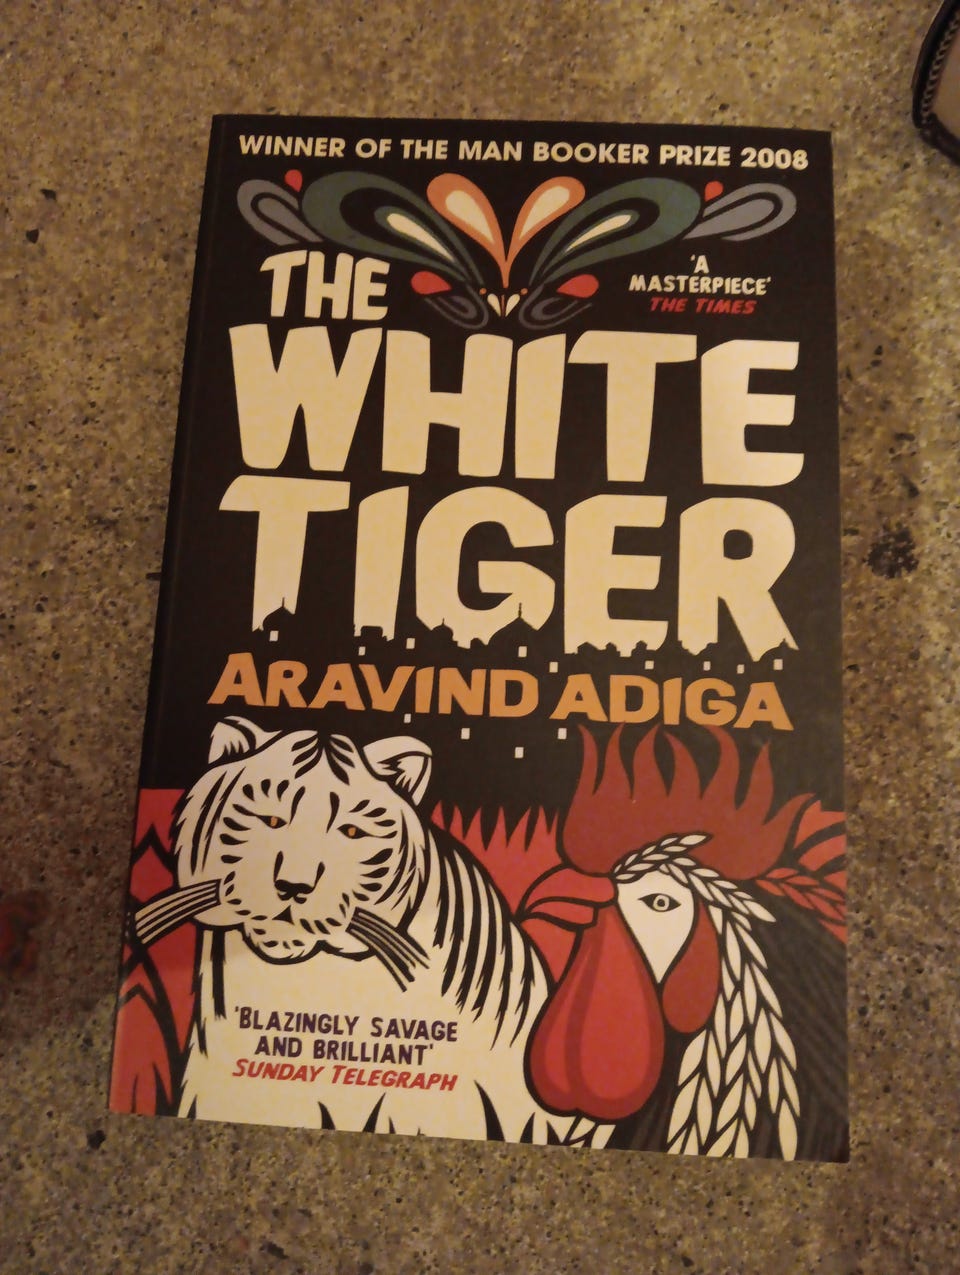 WINNER OF THE MAN BOOKER PRIZE 2008
THE
'A
MASTERPIECE'
THE TIMES
WHITE
TIGER
ARAVIND ADIGA
'BLAZINGLY SAVAGE
AND BRILLIANT'
SUNDAY TELEGRAPH